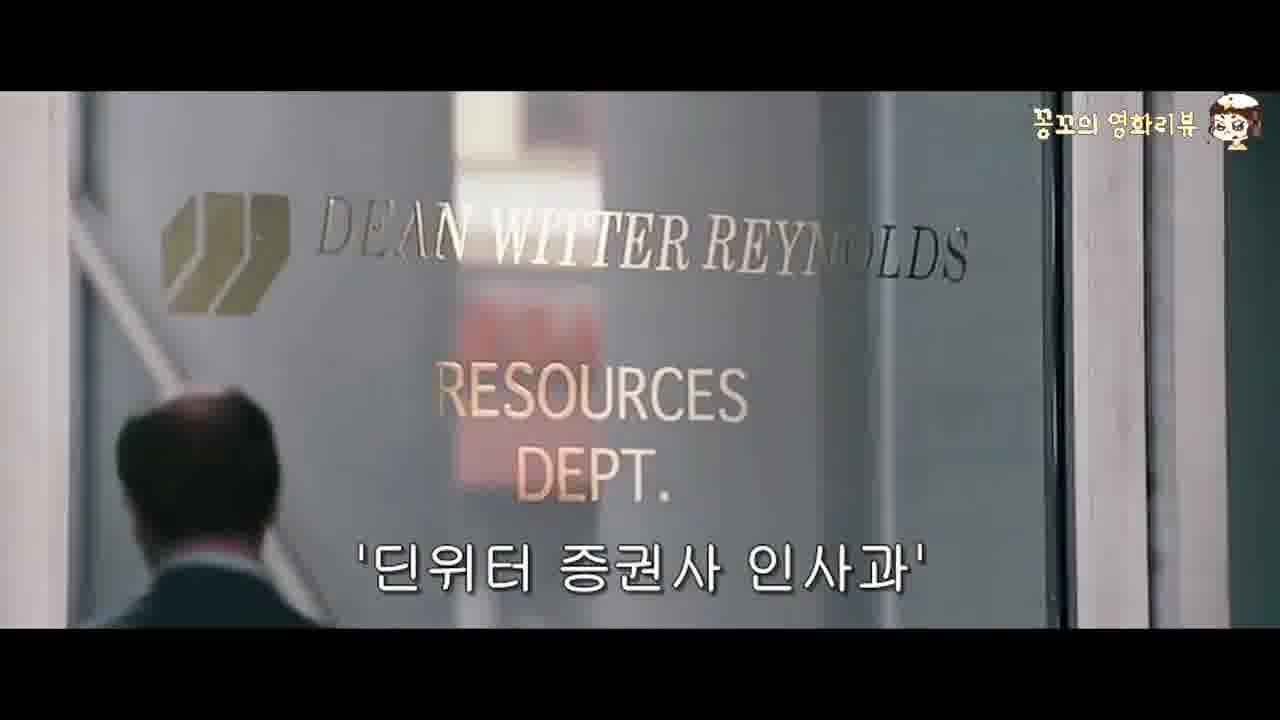 꽁꼬의 영화리뷰
DEAN WITTER REYNOLDS
RESOURCES
DEPT.
'딘위터 증권사 인사과'